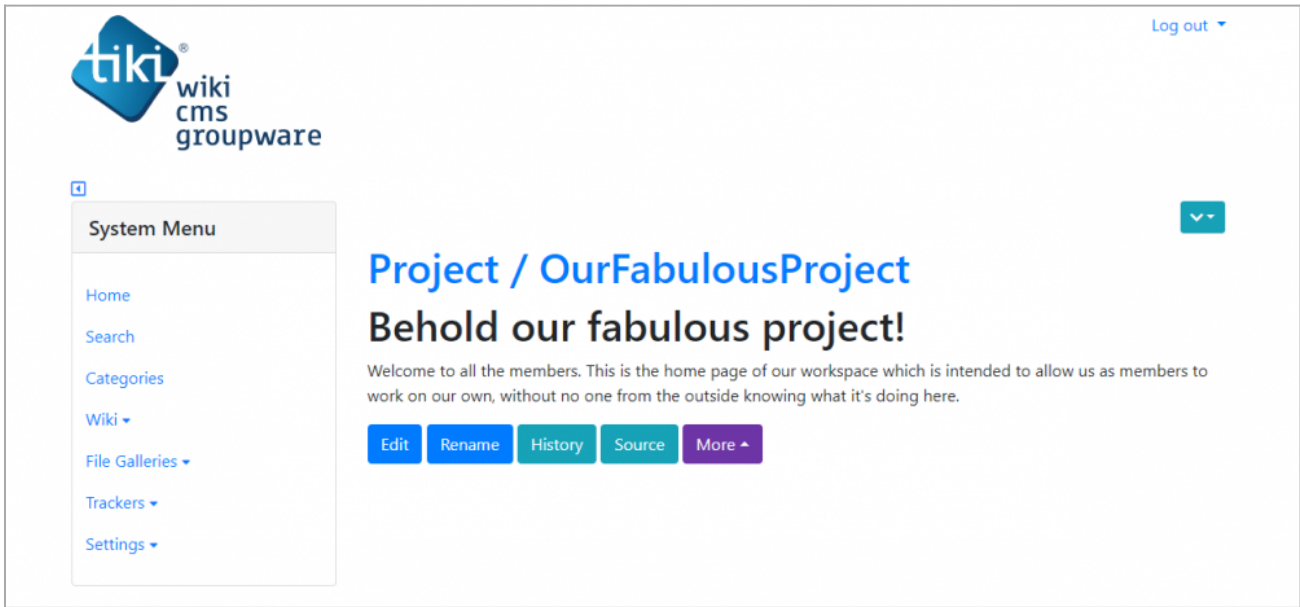 Log out
tiki®
wiki
cms
groupware
System Menu
Home
Search
Categories
Wiki
File Galleries
Trackers
Settings
Project / OurFabulousProject
Behold our fabulous project!
Welcome to all the members. This is the home page of our workspace which is intended to allow us as members to
work on our own, without no one from the outside knowing what it's doing here.
Edit Rename History Source More